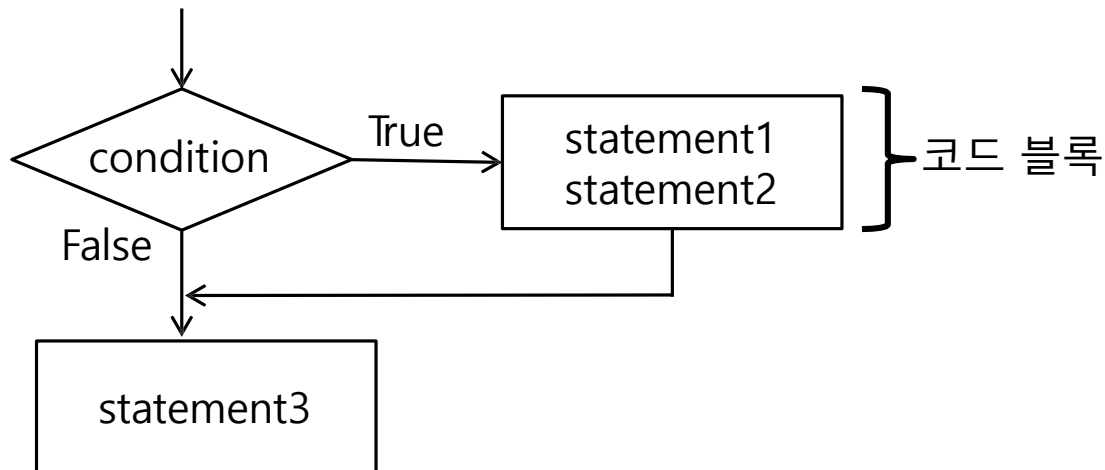 True
condition
statement1
statement2
코드 블록
False
statement3